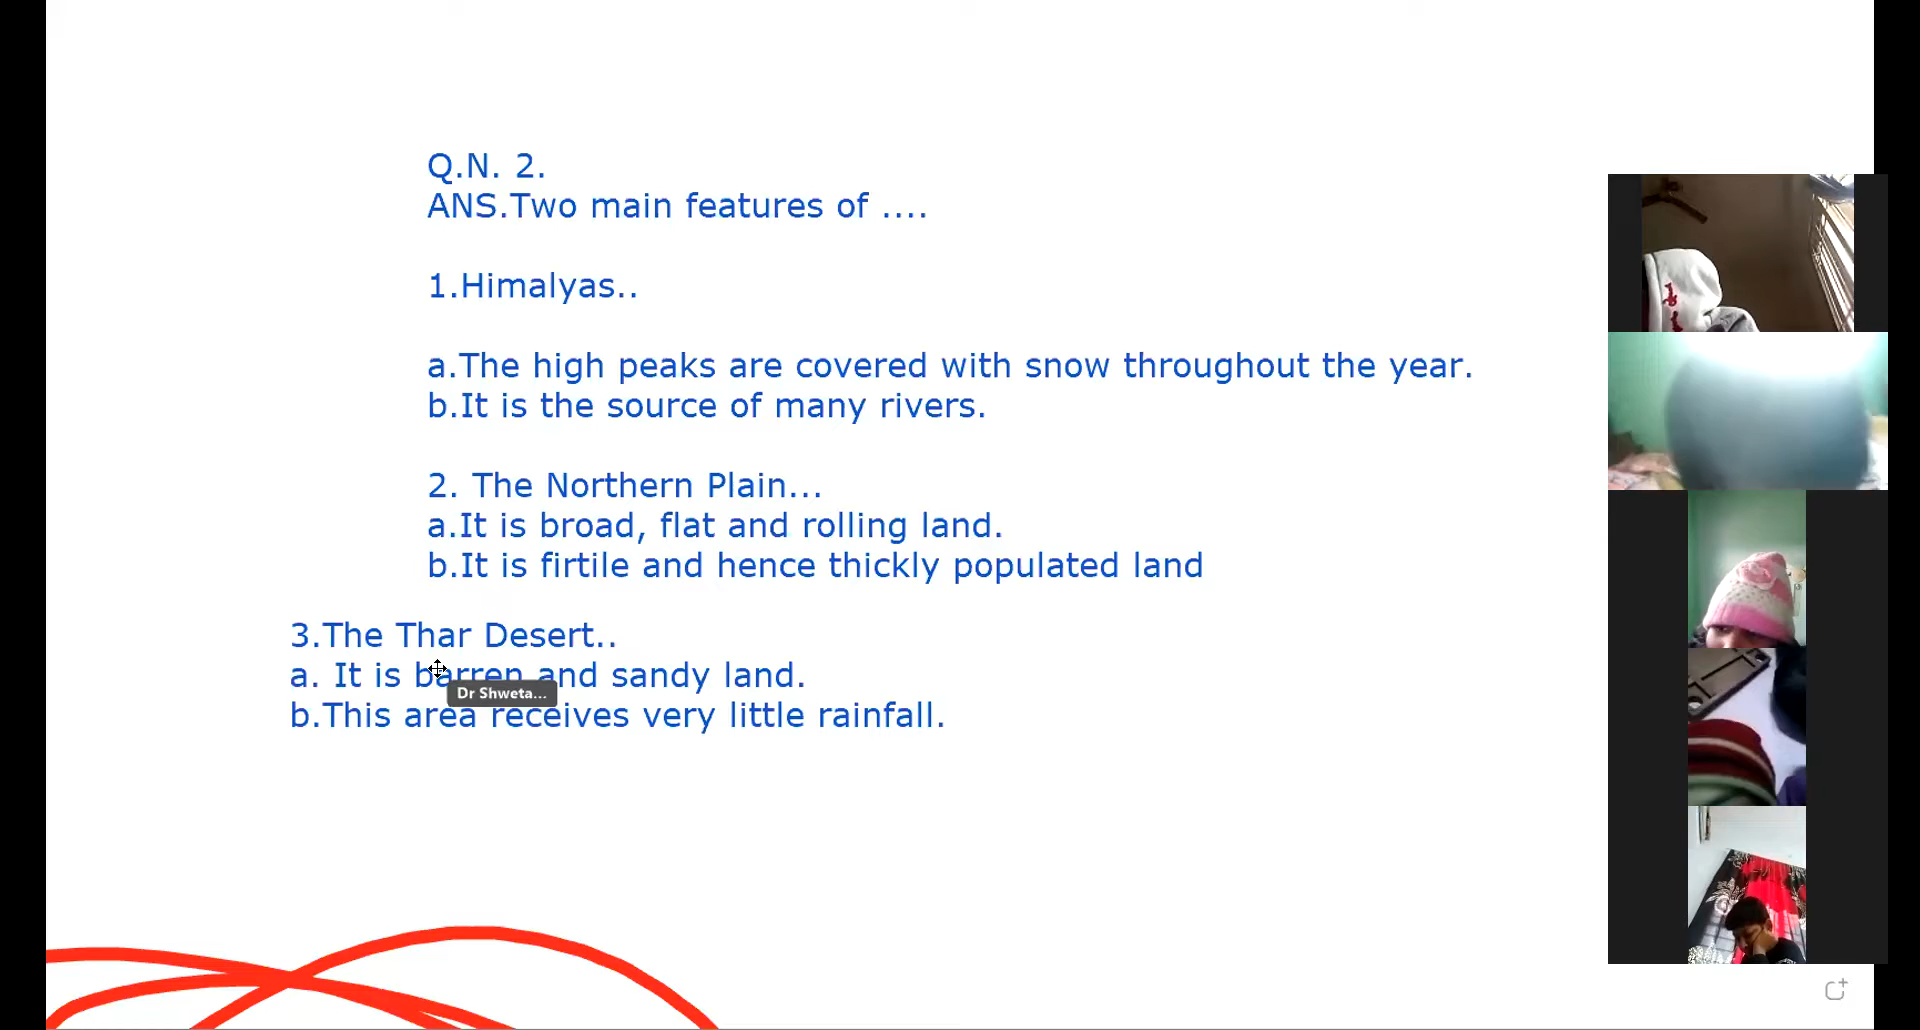 Q.N. 2.
ANS.Two main features of ....
1.Himalyas..
a.The high peaks are covered with snow throughout the year.
b.It is the source of many rivers.
2. The Northern Plain...
a.It is broad, flat and rolling land.
b.It is firtile and hence thickly populated land
3.The Thar Desert..
a. It is barren and sandy land.
Dr Shweta...
b.This area receives very little rainfall.